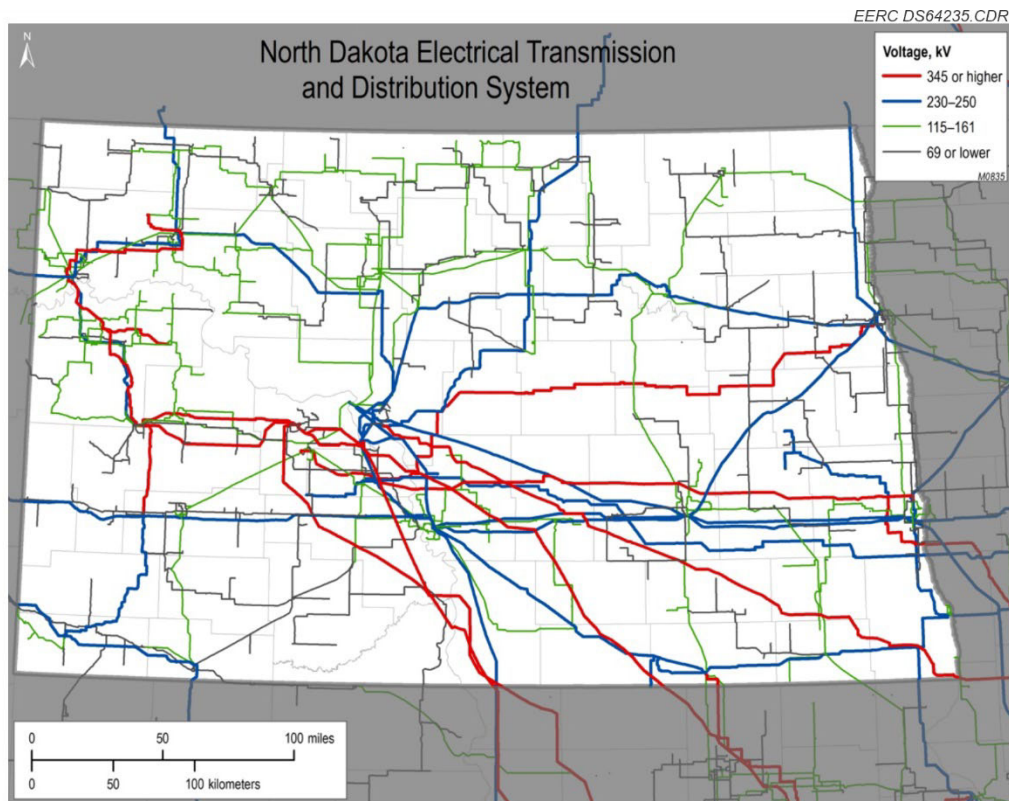 EERC DS64235.CDR
N
North Dakota Electrical Transmission
and Distribution System
Voltage, kV
345 or higher
230–250
115–161
69 or lower
M0835
0 50 100 miles
0 50 100 kilometers